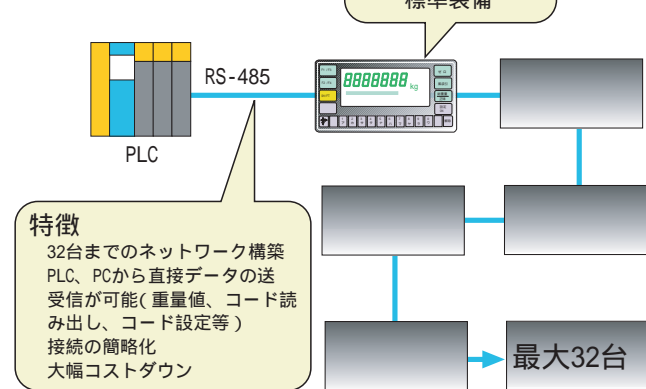 標準装備
RS-485
8888888 kg
PLC
特徴
32台までのネットワーク構築
PLC、PCから直接データの送
受信が可能(重量値、コード読
み出し、コード設定等)
接続の簡略化
大幅コストダウン
最大32台